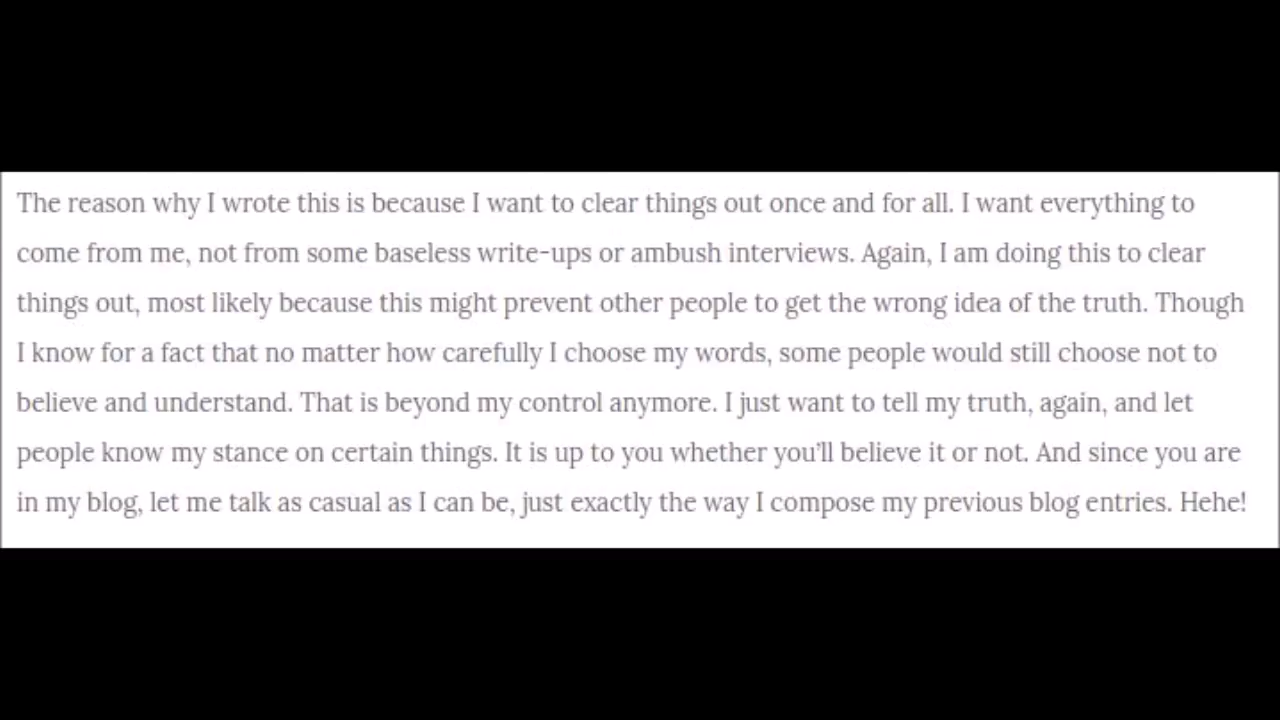 The reason why I wrote this is because I want to clear things out once and for all. I want everything to
come from me, not from some baseless write-ups or ambush interviews. Again, I am doing this to clear
things out, most likely because this might prevent other people to get the wrong idea of the truth. Though
I know for a fact that no matter how carefully I choose my words, some people would still choose not to
believe and understand. That is beyond my control anymore. I just want to tell my truth, again, and let
people know my stance on certain things. It is up to you whether you’ll believe it or not. And since you are
in my blog, let me talk as casual as I can be, just exactly the way I compose my previous blog entries. Hehe!